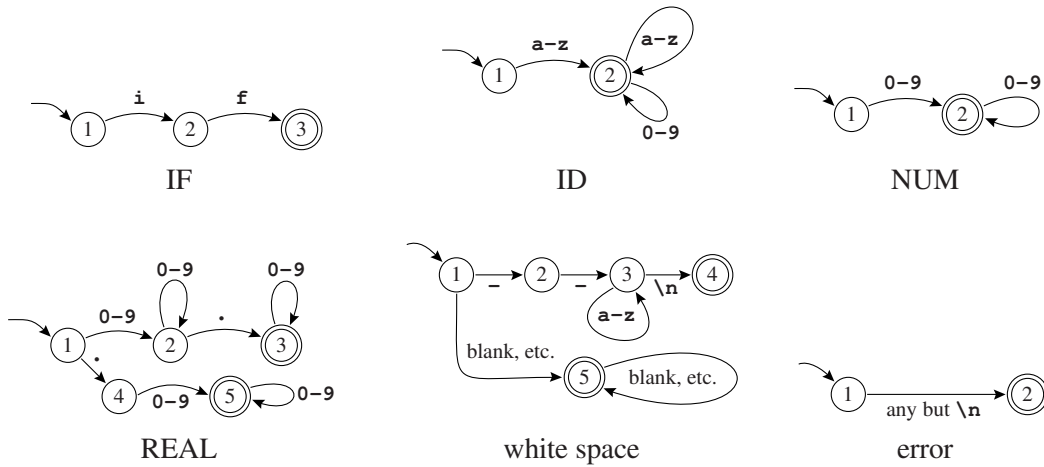 i f
1 2 3
IF
a–z a–z
1 2
0–9
ID
0–9 0–9
1 2
NUM
0–9 0–9
0–9 .
1 2 3
.
4 0–9 5 0–9
REAL
1 – 2 – 3 \n 4
a–z
blank, etc.
5 blank, etc.
white space
1 2
any but \n
error